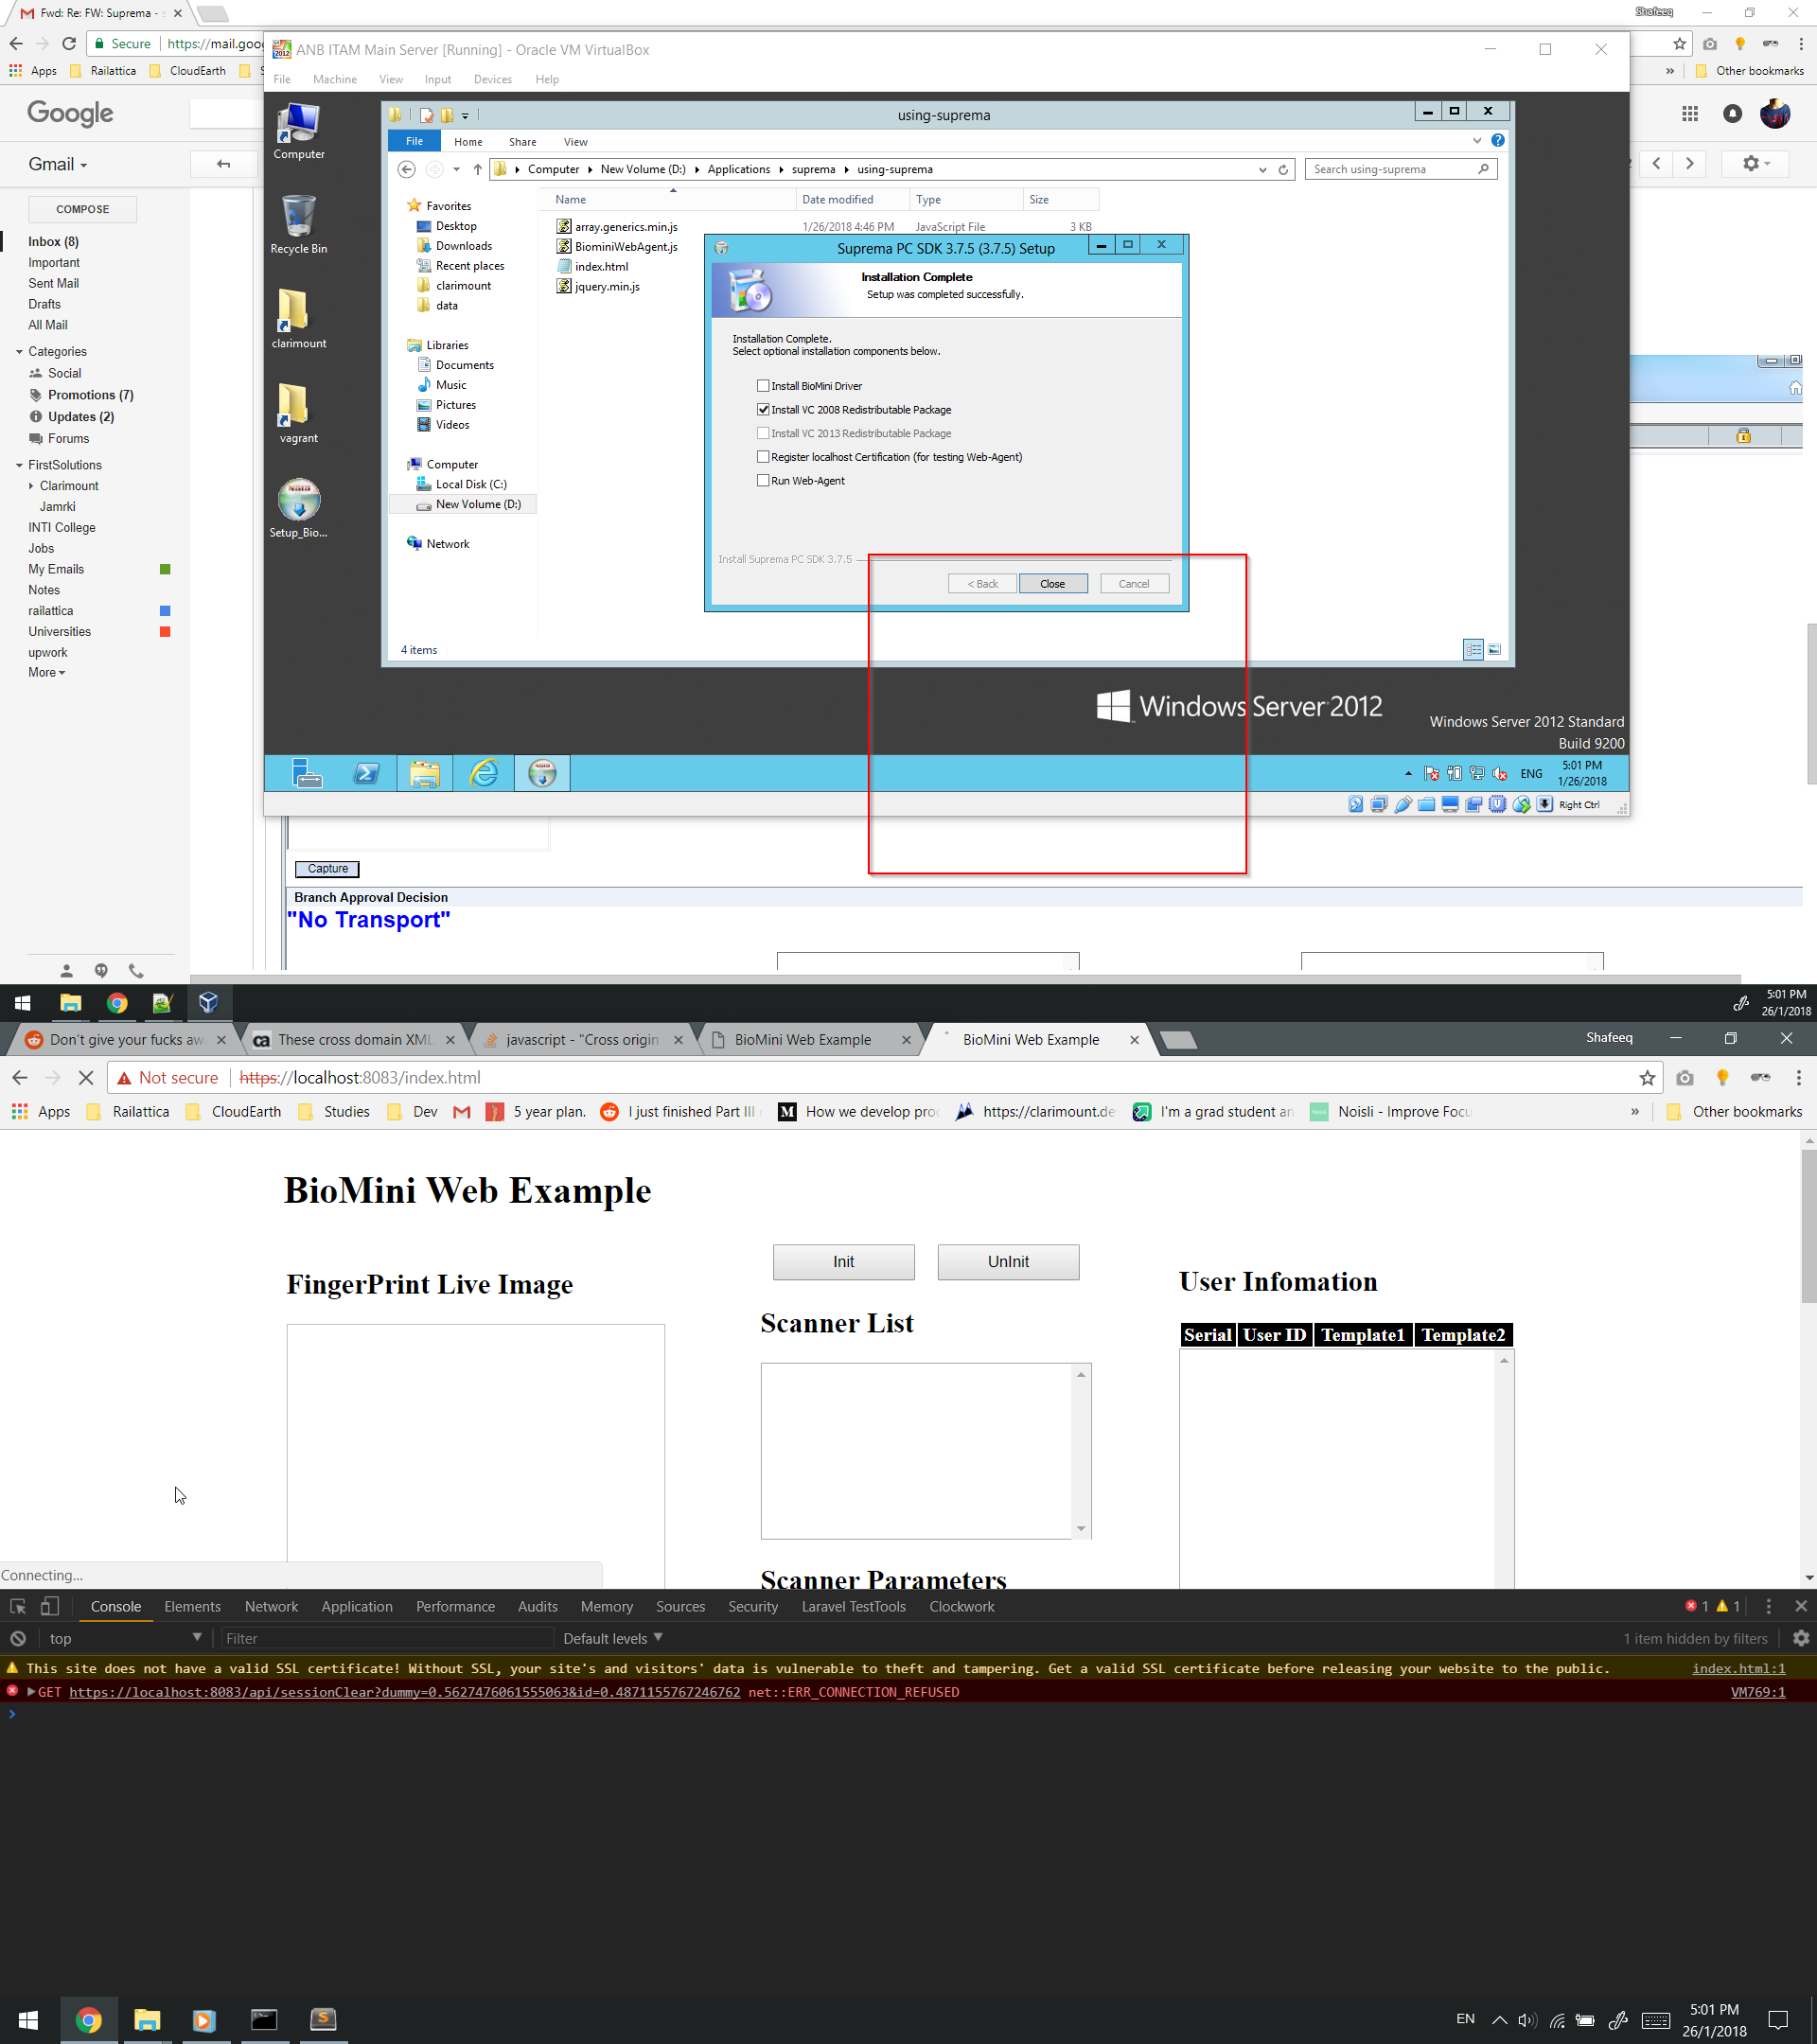 Fwd: Re: FW: Suprema - s
Shafeeq
Secure
https://mail.goog
Apps
Railattica
CloudEarth
S
Other bookmarks
ANB ITAM Main Server [Running] - Oracle VM VirtualBox
File Machine View Input Devices Help
Google
Gmail
COMPOSE
Inbox (8)
Important
Sent Mail
Drafts
All Mail
Categories
Social
Promotions (7)
Updates (2)
Forums
FirstSolutions
Clarimount
Jamrki
INTI College
Jobs
My Emails
Notes
railattica
Universities
upwork
More
Computer
Recycle Bin
clarimount
vagrant
Setup_Bio...
using-suprema
File Home Share View
Computer New Volume (D:) Applications suprema using-suprema
Search using-suprema
Favorites
Desktop
Downloads
Recent places
clarimount
data
Libraries
Documents
Music
Pictures
Videos
Computer
Local Disk (C:)
New Volume (D:)
Network
Name Date modified Type Size
array.generics.min.js 1/26/2018 4:46 PM JavaScript File 3 KB
BiominiWebAgent.js
index.html
jquery.min.js
4 items
Suprema PC SDK 3.7.5 (3.7.5) Setup
Installation Complete
Setup was completed successfully.
Installation Complete.
Select optional installation components below.
Install BioMini Driver
Install VC 2008 Redistributable Package
Install VC 2013 Redistributable Package
Register localhost Certification (for testing Web-Agent)
Run Web-Agent
Install Suprema PC SDK 3.7.5
< Back Close Cancel
Windows Server 2012
Windows Server 2012 Standard
Build 9200
ENG
5:01 PM
1/26/2018
Right Ctrl
Capture
Branch Approval Decision
"No Transport"
5:01 PM
26/1/2018
Don't give your fucks aw
These cross domain XML
javascript - "Cross origin
BioMini Web Example
BioMini Web Example
Shafeeq
Not secure
https://localhost:8083/index.html
Apps
Railattica
CloudEarth
Studies
Dev
5 year plan.
I just finished Part III
How we develop pro
https://clarimount.de
I'm a grad student an
Noisli - Improve Focu
Other bookmarks
BioMini Web Example
Init UnInit
FingerPrint Live Image
Scanner List
User Infomation
Serial User ID Template1 Template2
Scanner Parameters
Connecting...
Console Elements Network Application Performance Audits Memory Sources Security Laravel TestTools Clockwork
1 1
top
Filter
Default levels
1 item hidden by filters
This site does not have a valid SSL certificate! Without SSL, your site's and visitors' data is vulnerable to theft and tampering. Get a valid SSL certificate before releasing your website to the public. index.html:1
GET https://localhost:8083/api/sessionClear?dummy=0.5627476061555063&id=0.4871155767246762 net::ERR_CONNECTION_REFUSED VM769:1
EN
5:01 PM
26/1/2018